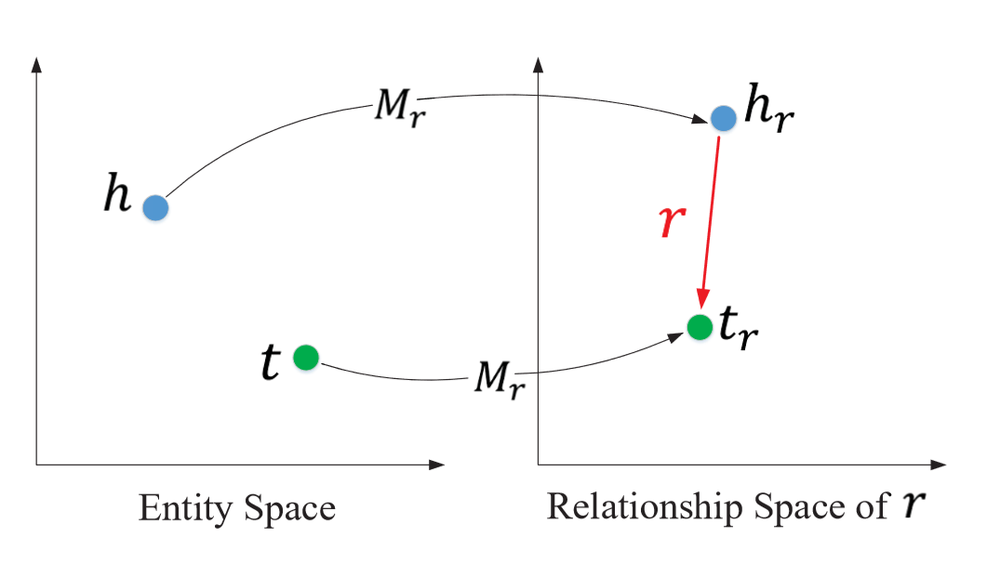 M_r
h_r
h
r
t_r
t
M_r
Entity Space
Relationship Space of r